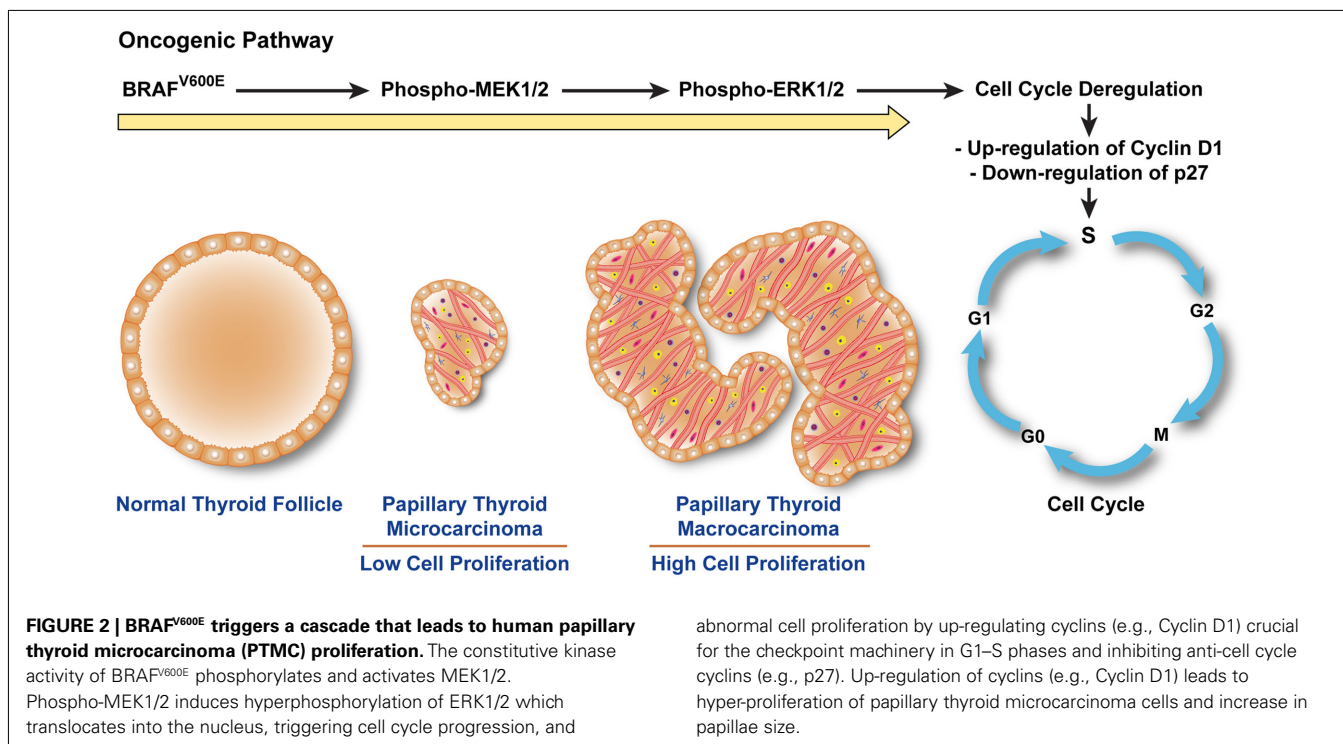 Oncogenic Pathway
BRAFV600E
Phospho-MEK1/2
Phospho-ERK1/2
Cell Cycle Deregulation
- Up-regulation of Cyclin D1
- Down-regulation of p27
S
G1
G2
G0
M
Cell Cycle
Normal Thyroid Follicle
Papillary Thyroid
Microcarcinoma
Low Cell Proliferation
Papillary Thyroid
Macrocarcinoma
High Cell Proliferation
FIGURE 2 | BRAFV600E triggers a cascade that leads to human papillary
thyroid microcarcinoma (PTMC) proliferation. The constitutive kinase
activity of BRAFV600E phosphorylates and activates MEK1/2.
Phospho-MEK1/2 induces hyperphosphorylation of ERK1/2 which
translocates into the nucleus, triggering cell cycle progression, and
abnormal cell proliferation by up-regulating cyclins (e.g., Cyclin D1) crucial
for the checkpoint machinery in G1–S phases and inhibiting anti-cell cycle
cyclins (e.g., p27). Up-regulation of cyclins (e.g., Cyclin D1) leads to
hyper-proliferation of papillary thyroid microcarcinoma cells and increase in
papillae size.